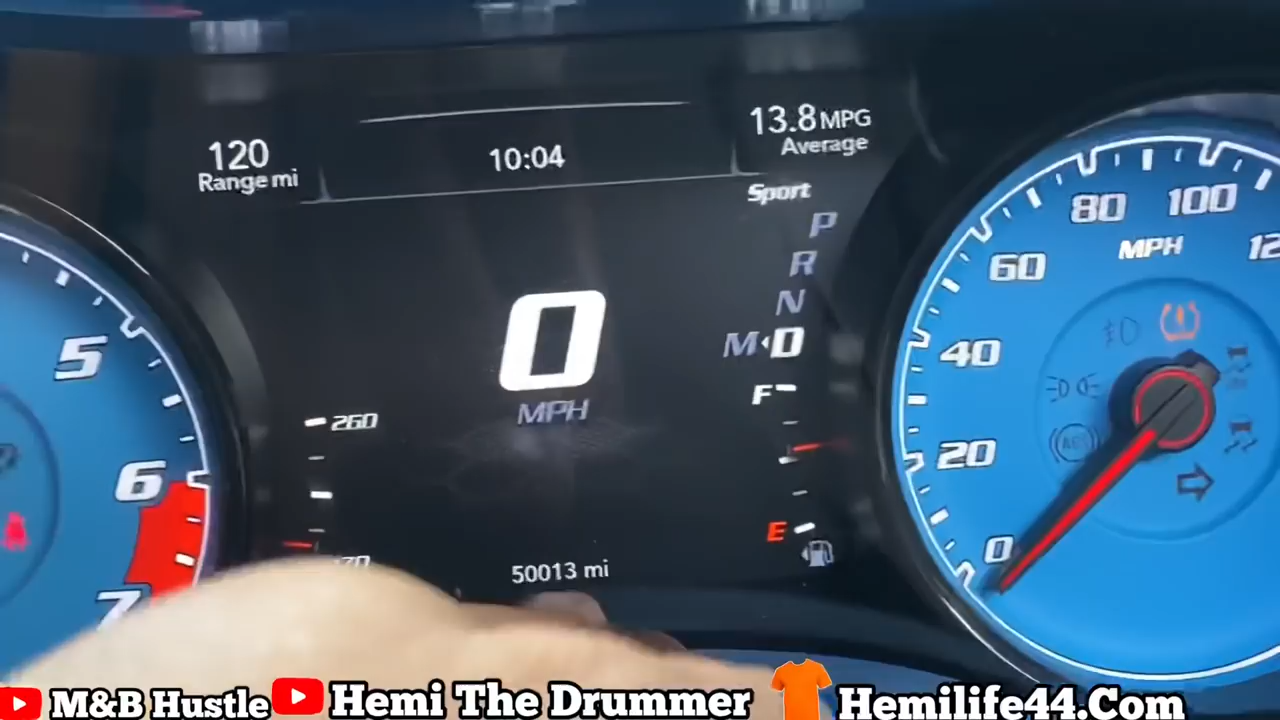 120
Range mi
10:04
13.8 MPG
Average
Sport
P
R
N
M D
0
MPH
260
F
E
50013 mi
5
6
7
0
20
40
60
80
100
MPH
ABS
M&B Hustle
Hemi The Drummer
Hemilife44.Com